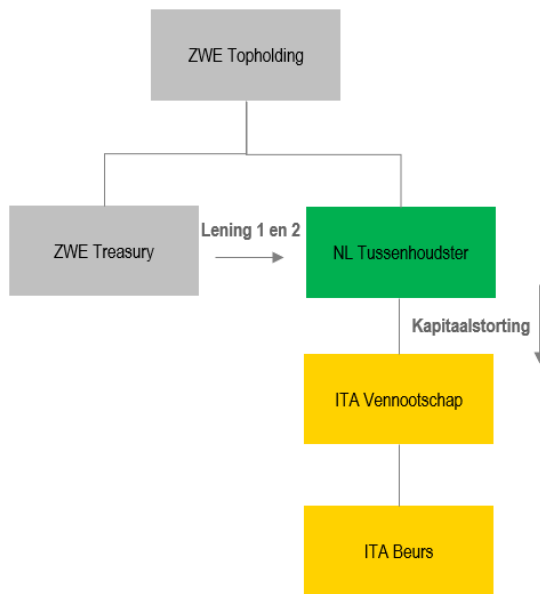 ZWE Topholding
ZWE Treasury
Lening 1 en 2
NL Tussenhoudster
Kapitaalstorting
ITA Vennootschap
ITA Beurs